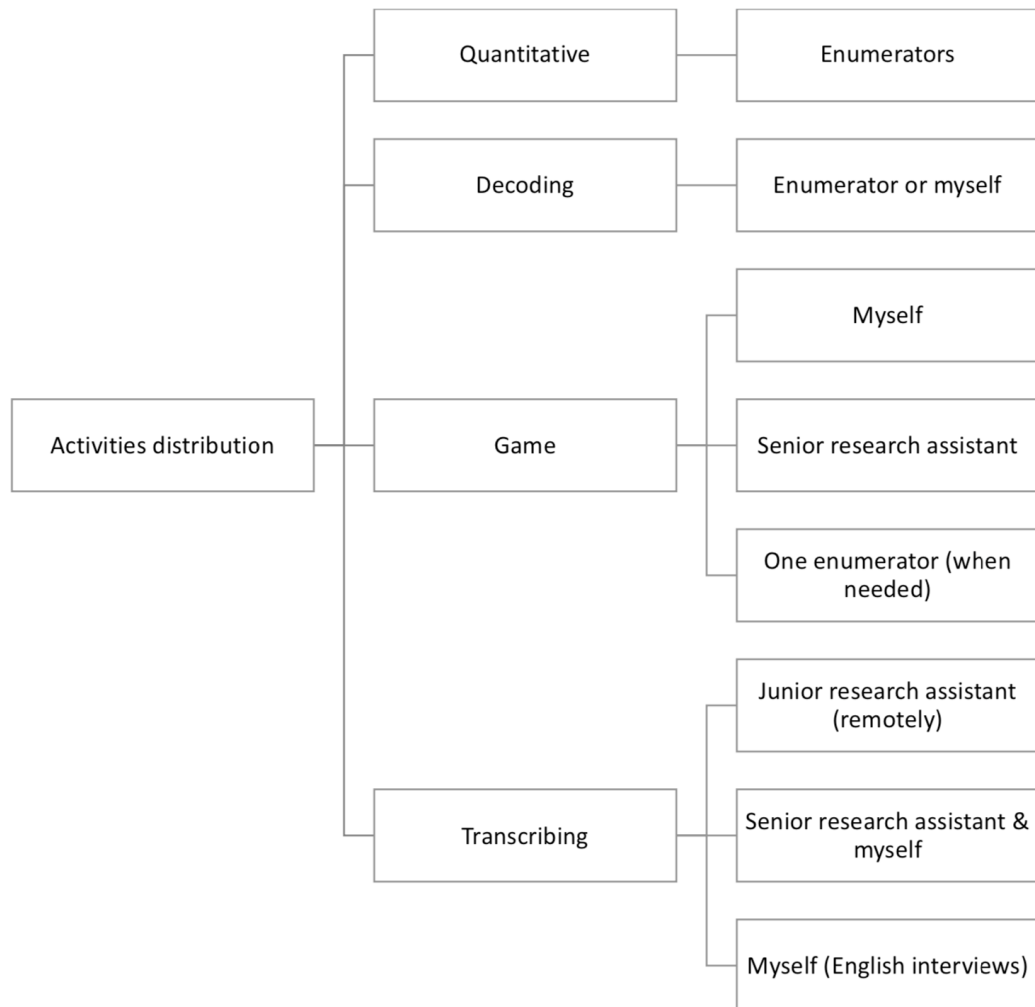 Quantitative
Enumerators
Decoding
Enumerator or myself
Myself
Activities distribution
Game
Senior research assistant
One enumerator (when
needed)
Junior research assistant
(remotely)
Transcribing
Senior research assistant &
myself
Myself (English interviews)